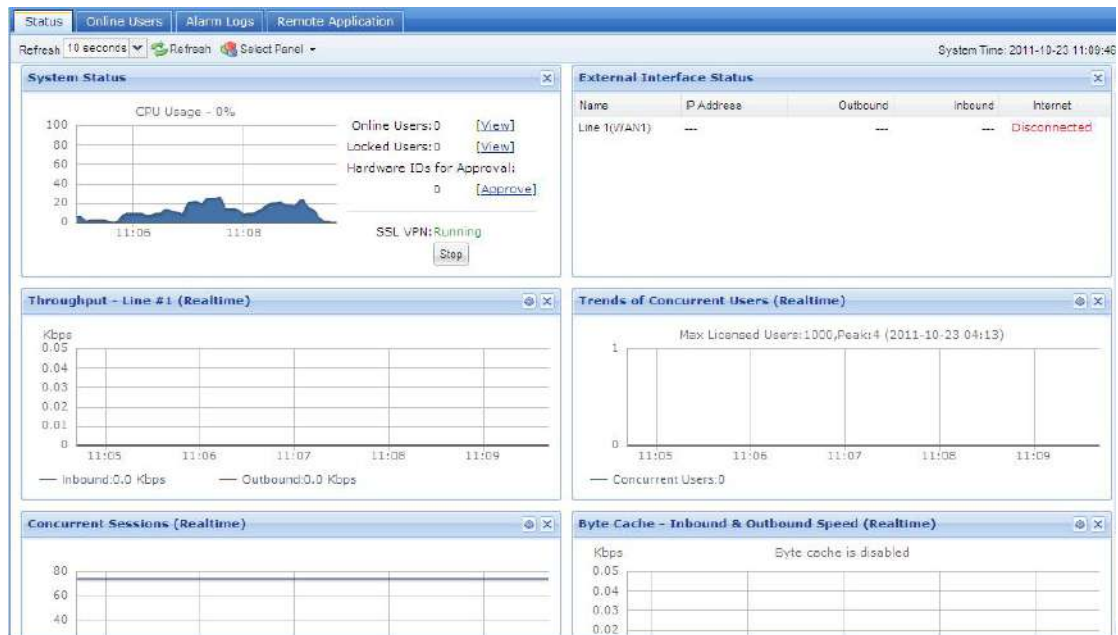 Status Online Users Alarm Logs Remote Application
Refresh 10 seconds Refresh Select Panel System Time: 2011-10-23 11:09:46
System Status
CPU Usage - 0%
100
80
60
40
20
0
11:06 11:08
Online Users:0 [View]
Locked Users:0 [View]
Hardware IDs for Approval:
0 [Approve]
SSL VPN:Running
Stop
External Interface Status
Name IP Address Outbound Inbound Internet
Line 1(WAN1) --- --- --- Disconnected
Throughput - Line #1 (Realtime)
Kbps
0.05
0.04
0.03
0.02
0.01
0
11:05 11:06 11:07 11:08 11:09
Inbound:0.0 Kbps Outbound:0.0 Kbps
Trends of Concurrent Users (Realtime)
Max Licensed Users:1000,Peak:4 (2011-10-23 04:13)
1
0
11:05 11:06 11:07 11:08 11:09
Concurrent Users:0
Concurrent Sessions (Realtime)
80
60
40
Byte Cache - Inbound & Outbound Speed (Realtime)
Kbps Byte cache is disabled
0.05
0.04
0.03
0.02